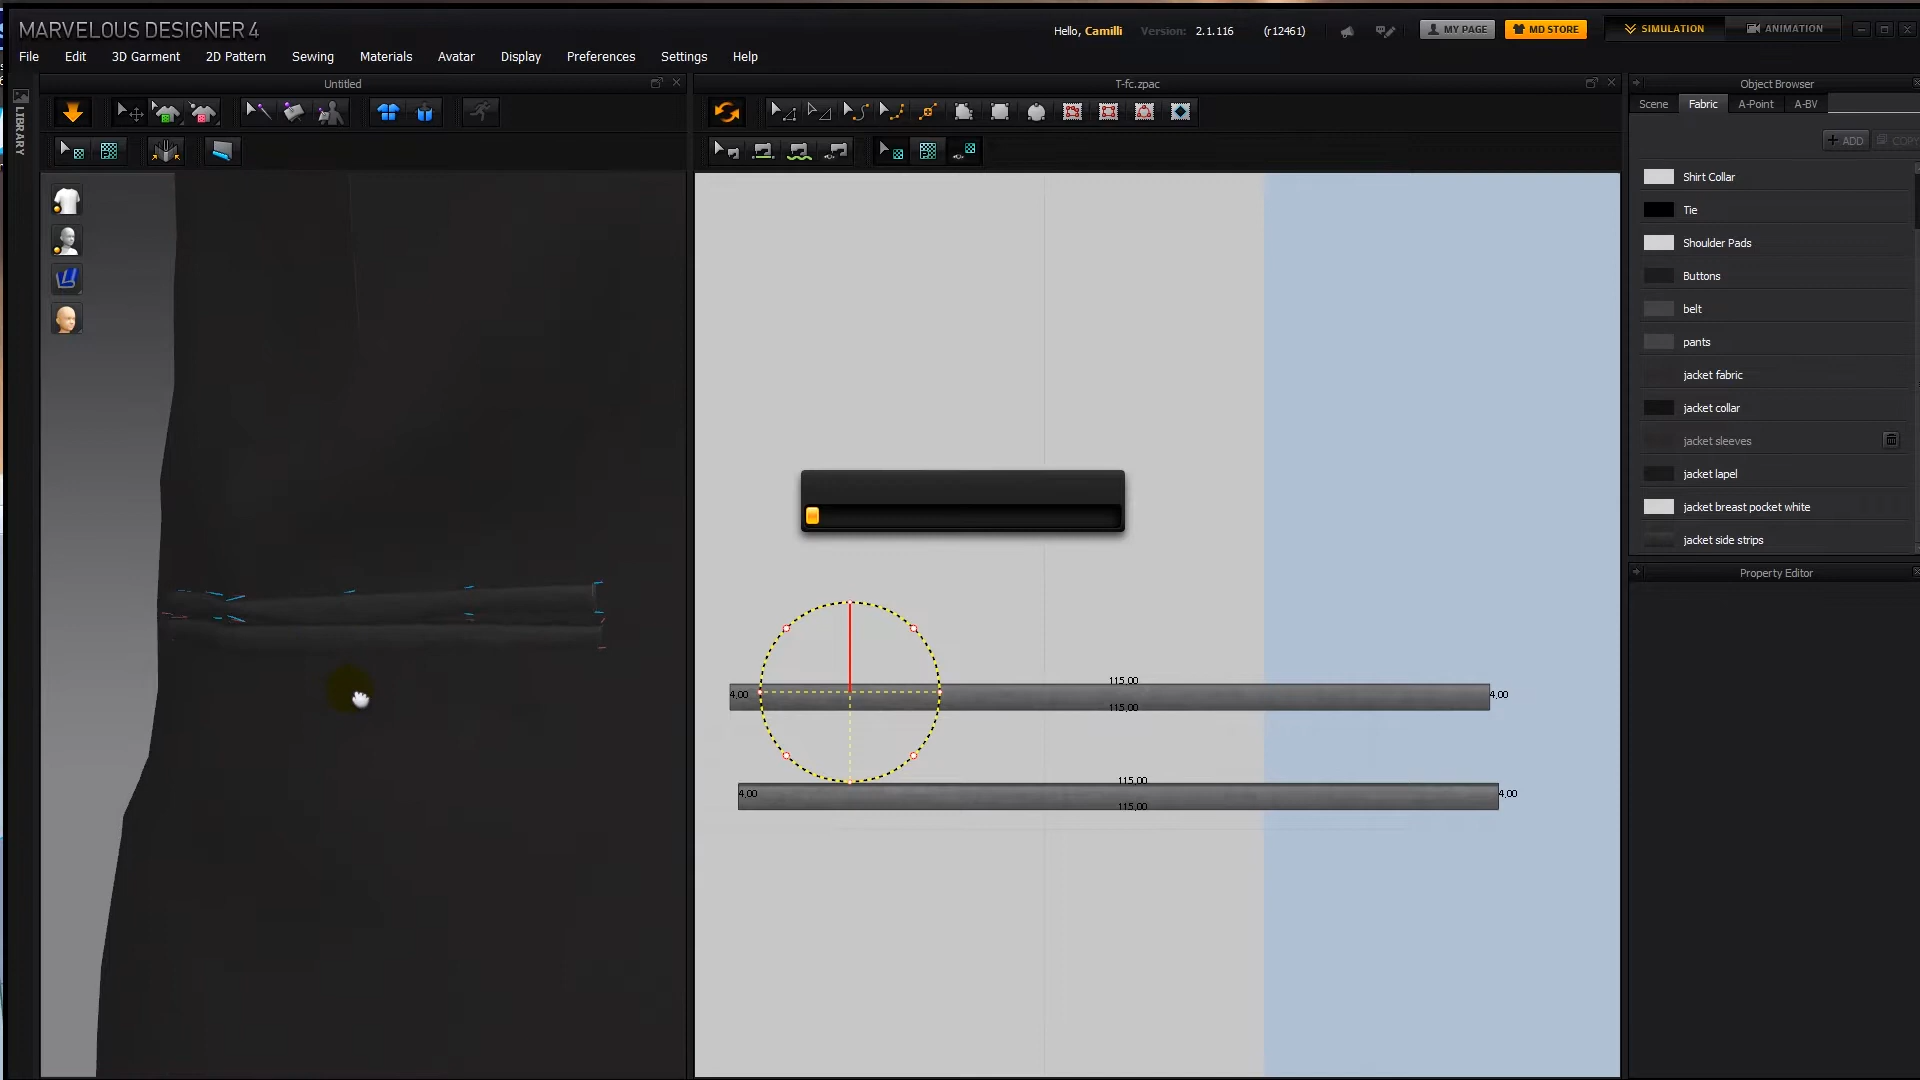 MARVELOUS DESIGNER 4
Hello, Camilli
Version: 2.1.116 (r12461)
MY PAGE
MD STORE
SIMULATION
ANIMATION
File Edit 3D Garment 2D Pattern Sewing Materials Avatar Display Preferences Settings Help
LIBRARY
Untitled
T-fc.zpac
Object Browser
Scene Fabric A-Point A-BV
+ ADD
COPY
Shirt Collar
Tie
Shoulder Pads
Buttons
belt
pants
jacket fabric
jacket collar
jacket sleeves
jacket lapel
jacket breast pocket white
jacket side strips
Property Editor
115,00
4,00
4,00
115,00
115,00
4,00
4,00
115,00